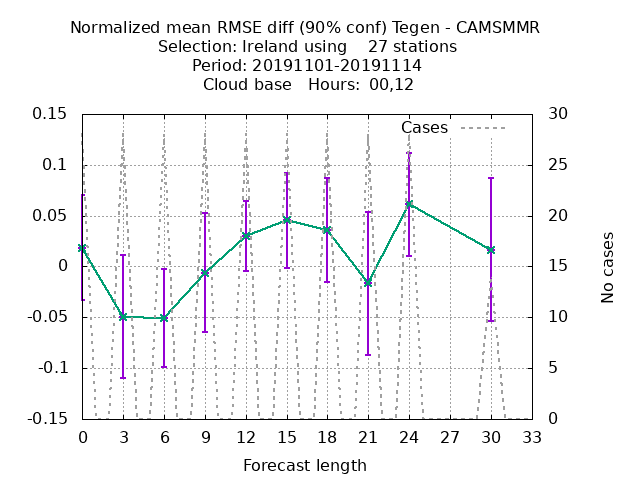 Normalized mean RMSE diff (90% conf) Tegen - CAMSMMR
Selection: Ireland using    27 stations
Period: 20191101-20191114
Cloud base   Hours: 00,12
Cases
0.15
0.1
0.05
0
-0.05
-0.1
-0.15
30
25
20
15
10
5
0
No cases
0 3 6 9 12 15 18 21 24 27 30 33
Forecast length